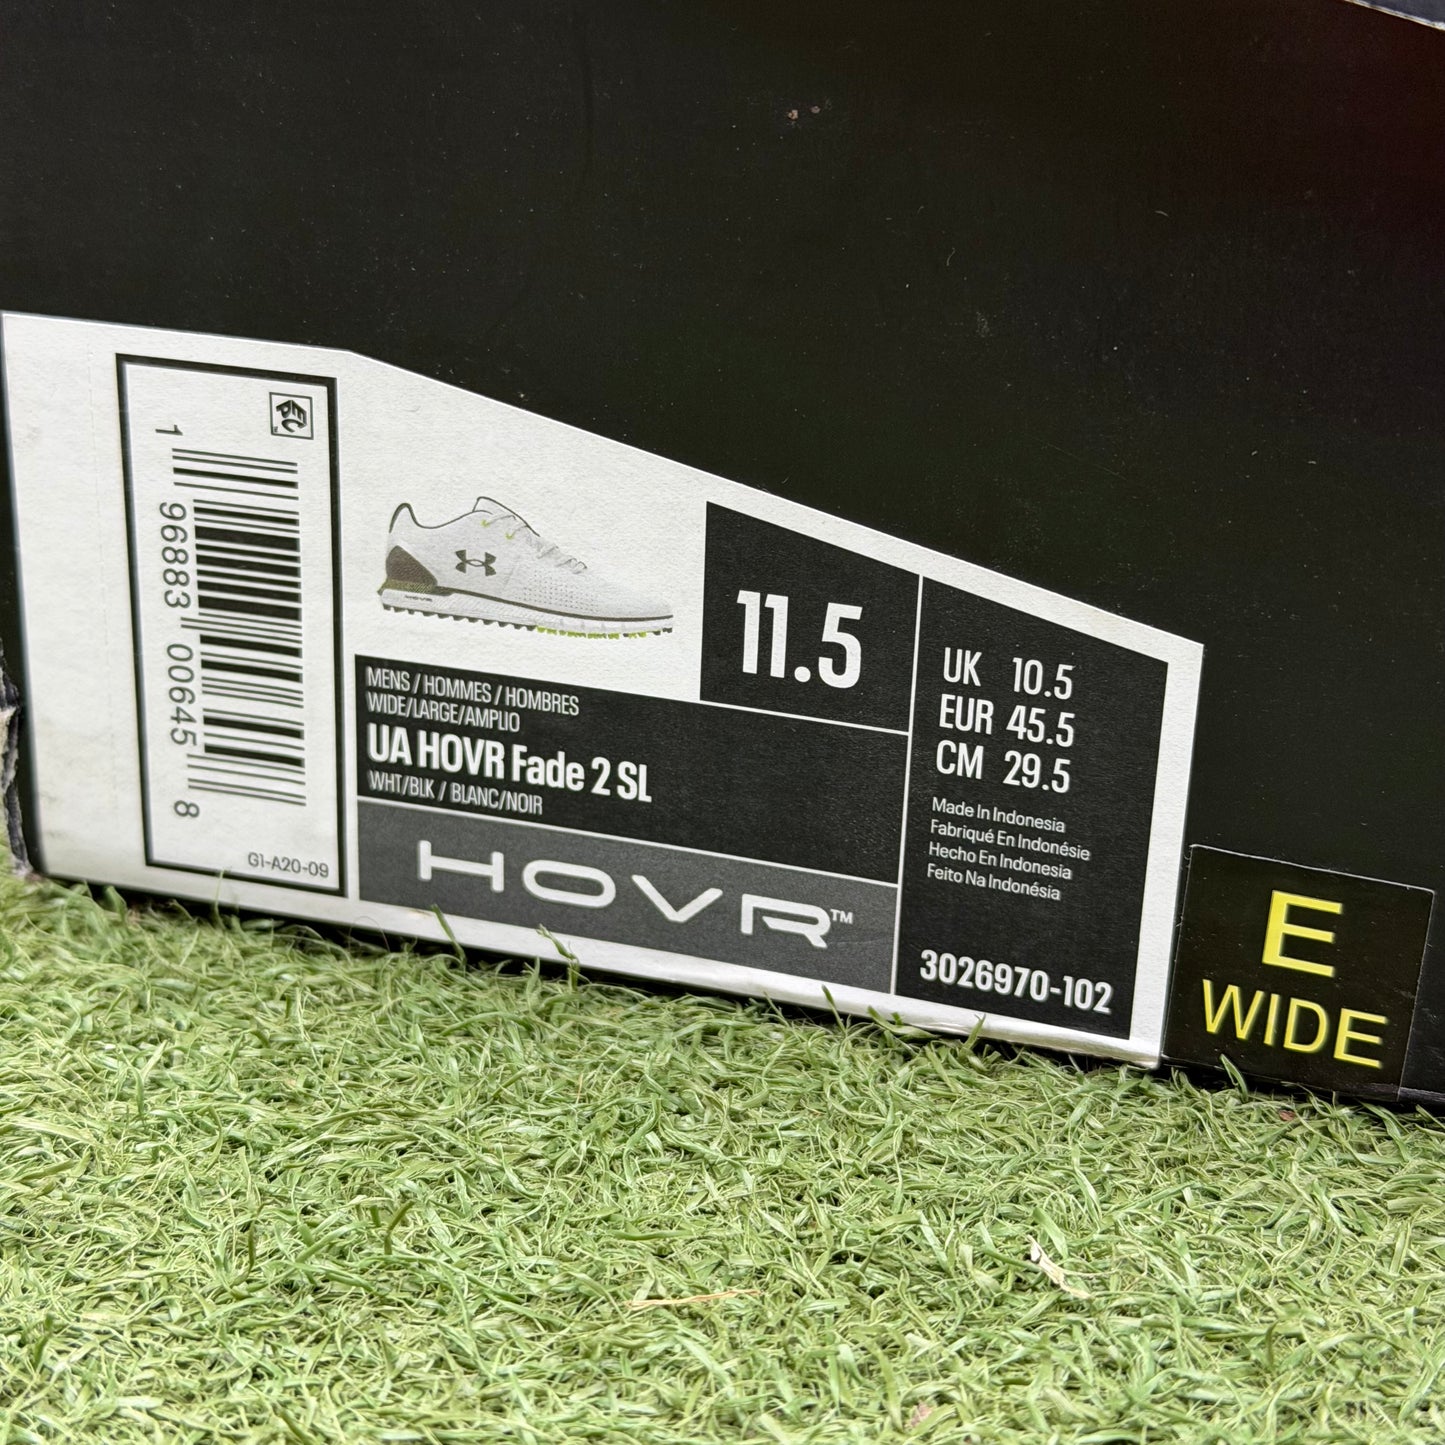 1 96883 00645 8
G1-A20-09
MENS / HOMMES / HOMBRES
WIDE/LARGE/AMPLIO
UA HOVR Fade 2 SL
WHT/BLK / BLANC/NOIR
HOVR™
11.5
UK 10.5
EUR 45.5
CM 29.5
Made In Indonesia
Fabriqué En Indonésie
Hecho En Indonesia
Feito Na Indonésia
3026970-102
E
WIDE